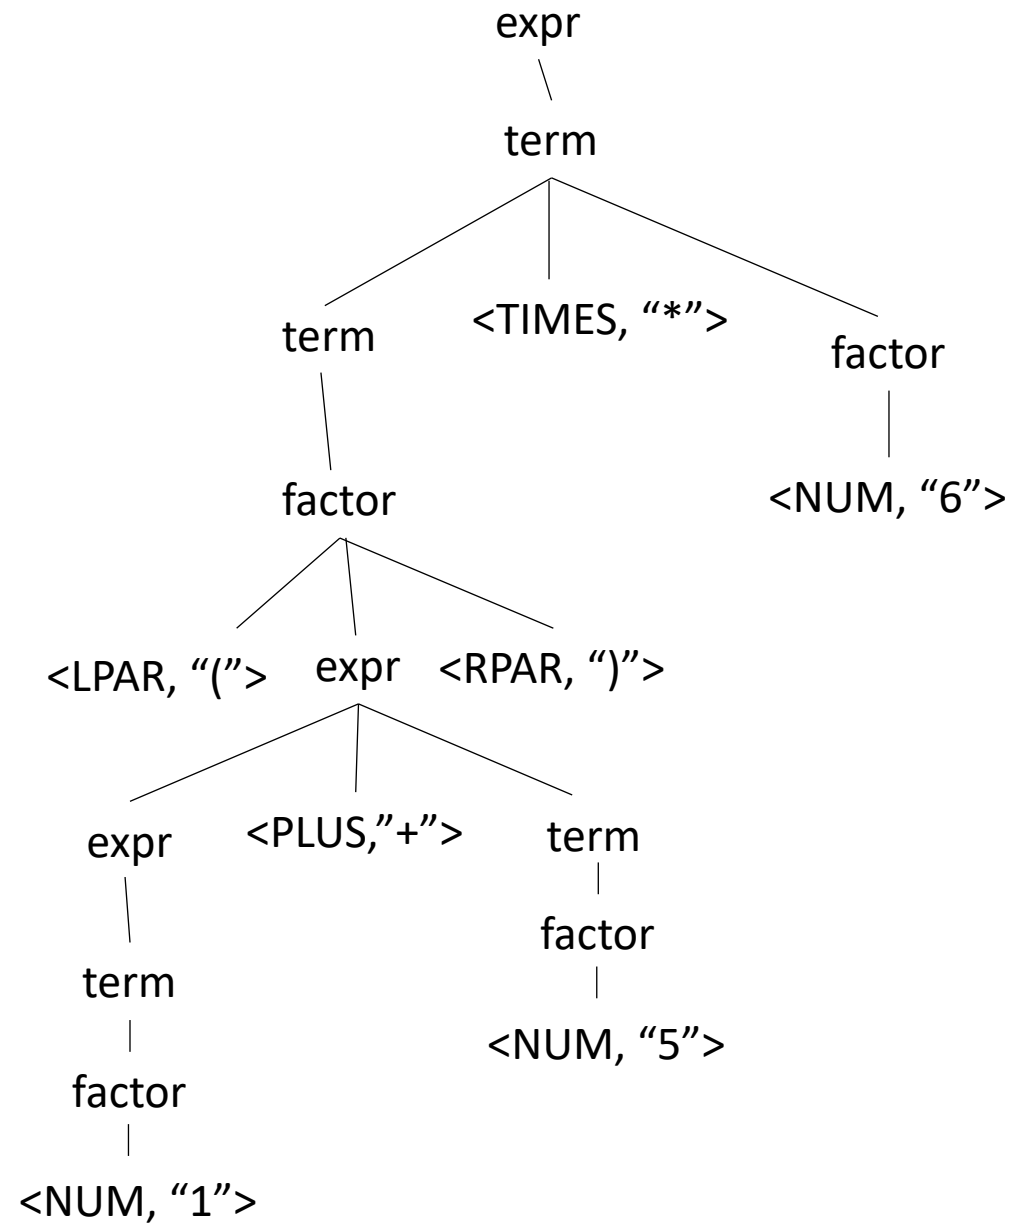 expr
term
term
<TIMES, “*”>
factor
factor
<NUM, “6”>
<LPAR, “(”>
expr
<RPAR, “)”>
expr
<PLUS,”+”>
term
factor
term
<NUM, “5”>
factor
<NUM, “1”>